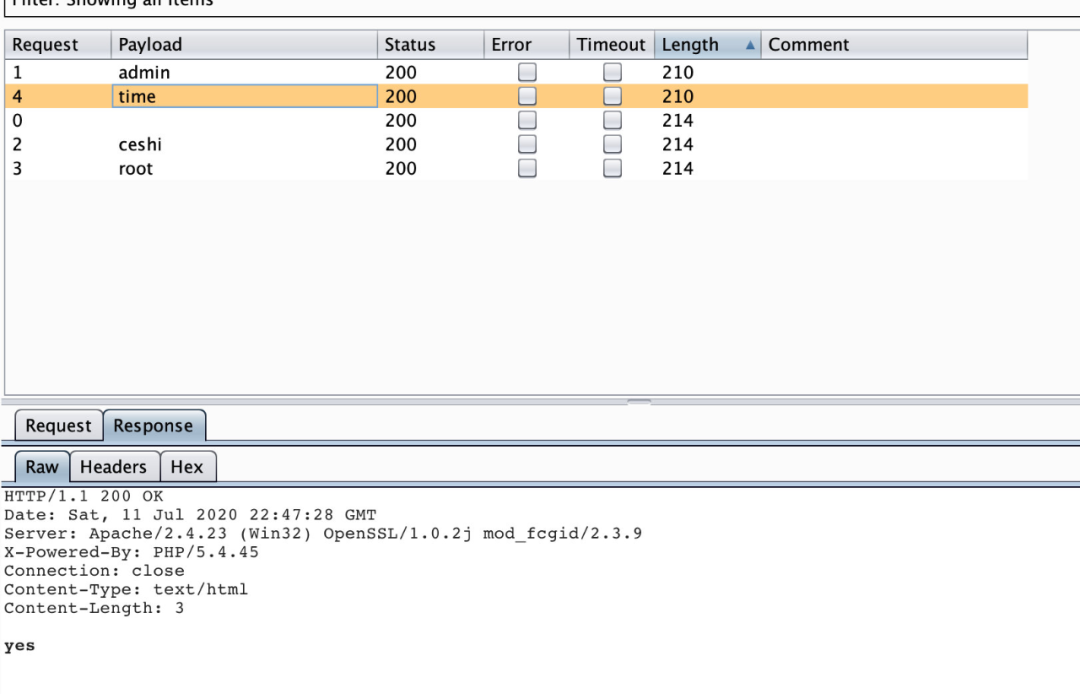 Filter: Showing all items
Request Payload Status Error Timeout Length Comment
1 admin 200 210
4 time 200 210
0 200 214
2 ceshi 200 214
3 root 200 214
Request Response
Raw Headers Hex
HTTP/1.1 200 OK
Date: Sat, 11 Jul 2020 22:47:28 GMT
Server: Apache/2.4.23 (Win32) OpenSSL/1.0.2j mod_fcgid/2.3.9
X-Powered-By: PHP/5.4.45
Connection: close
Content-Type: text/html
Content-Length: 3
yes